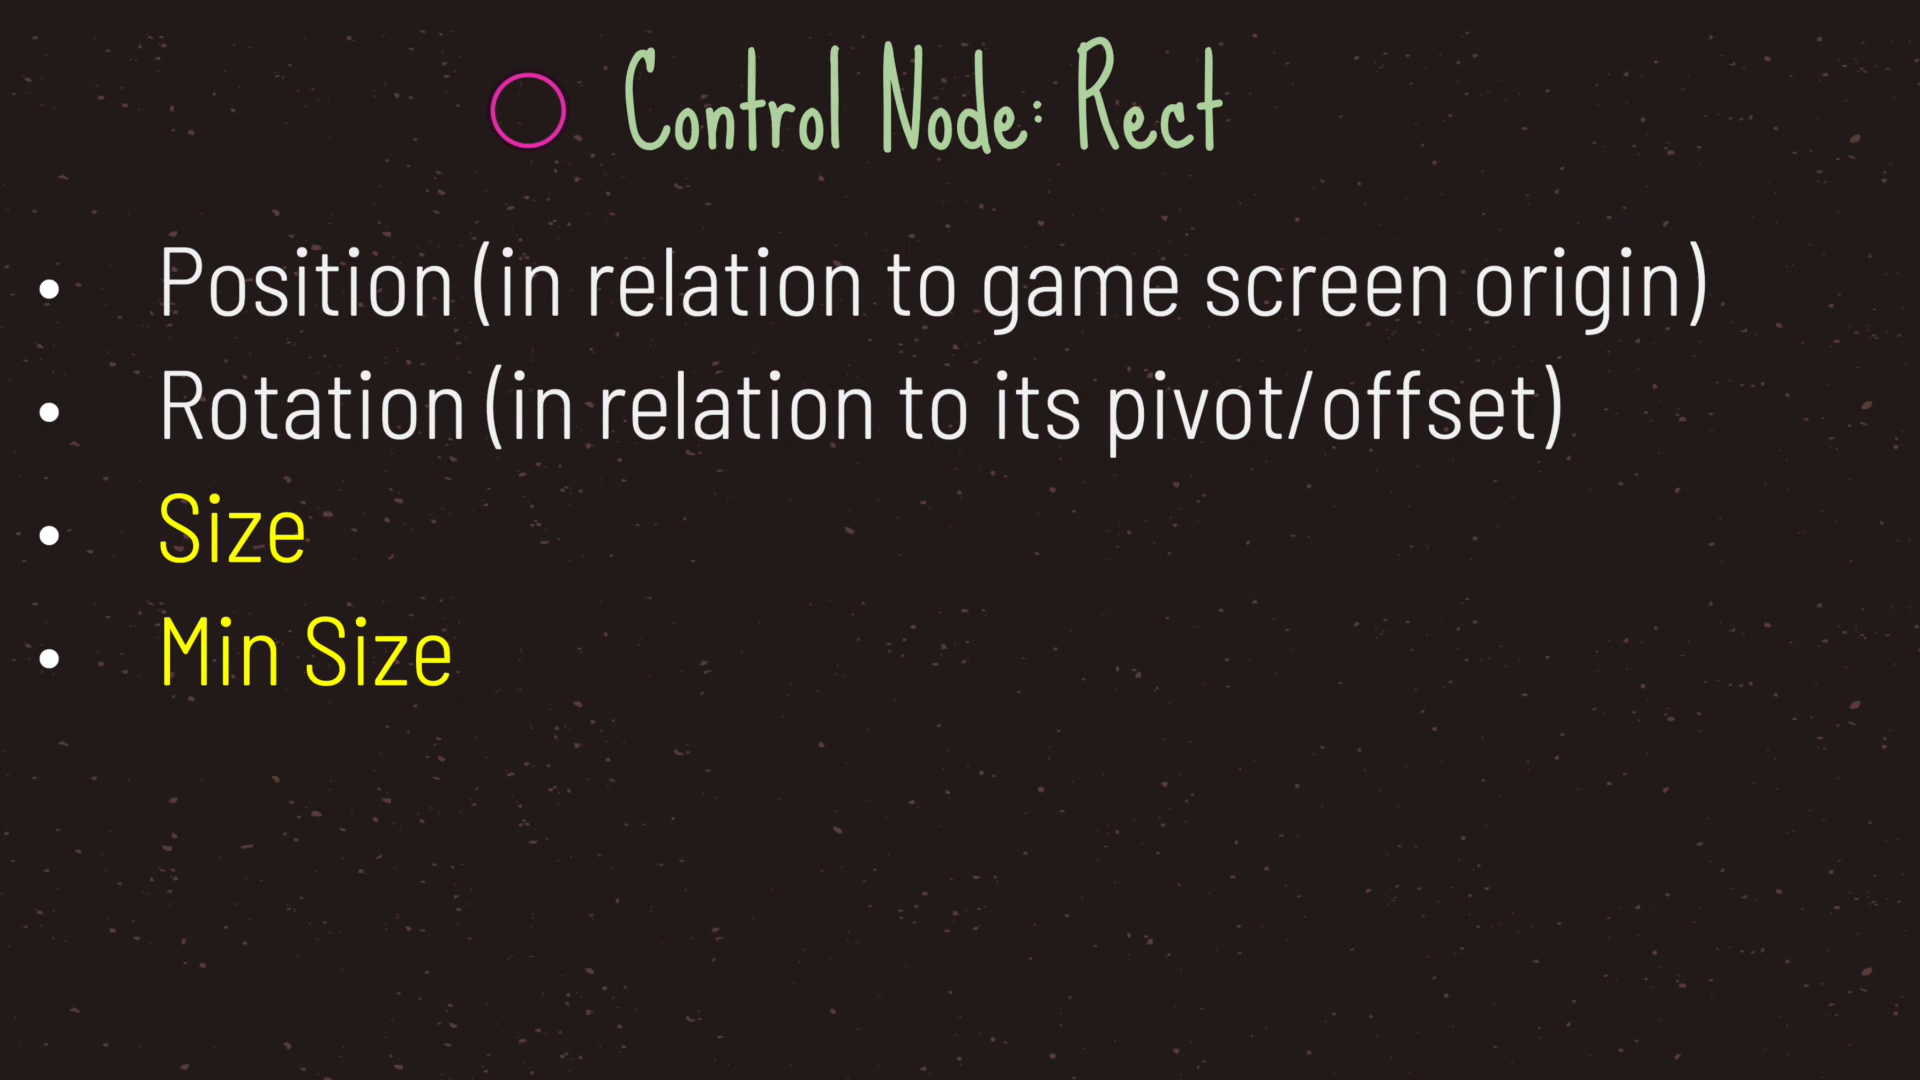 Control Node: Rect
• Position (in relation to game screen origin)
• Rotation (in relation to its pivot/offset)
• Size
• Min Size